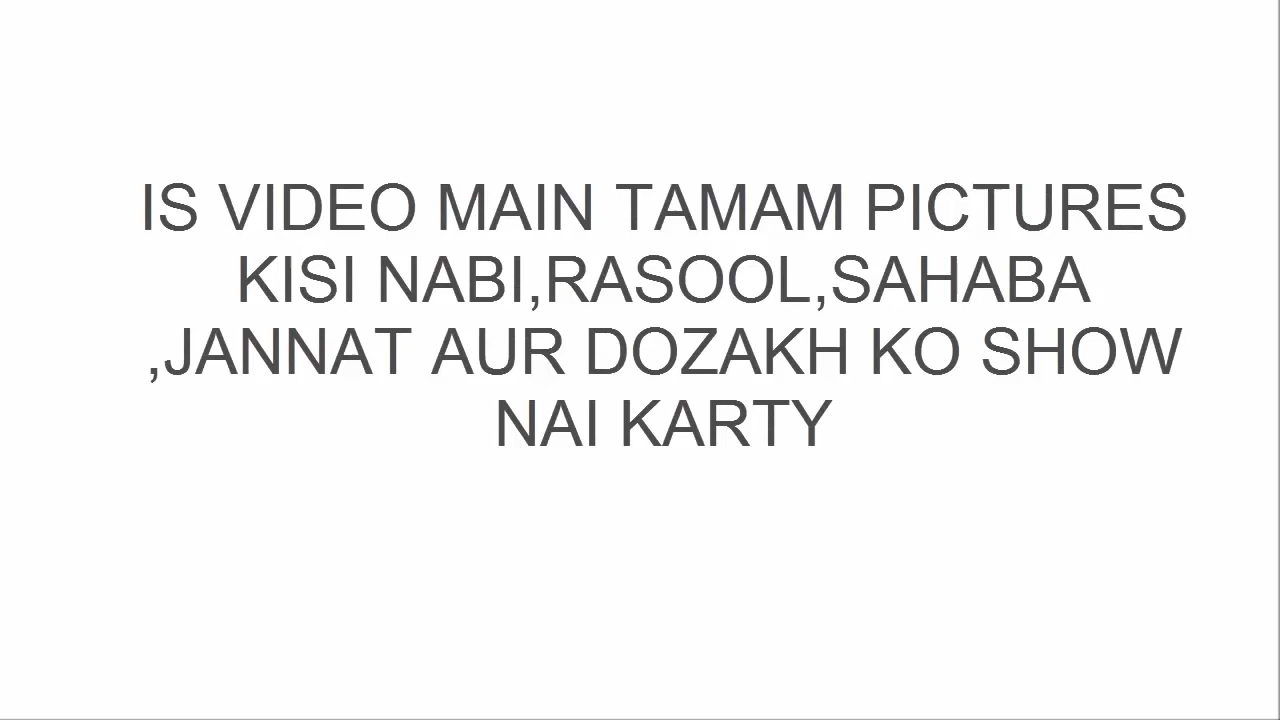 IS VIDEO MAIN TAMAM PICTURES
KISI NABI,RASOOL,SAHABA
,JANNAT AUR DOZAKH KO SHOW
NAI KARTY